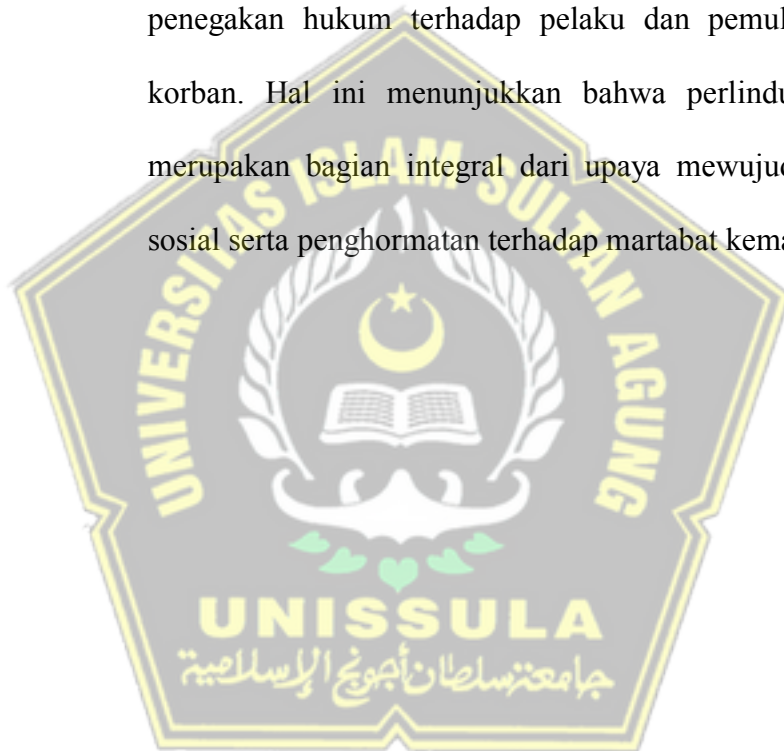 penegakan hukum terhadap pelaku dan pemul
korban. Hal ini menunjukkan bahwa perlindu
merupakan bagian integral dari upaya mewujud
sosial serta penghormatan terhadap martabat kema
UNIVERSITAS ISLAM SULTAN AGUNG
UNISSULA
جامعة سلطان أجونج الإسلامية